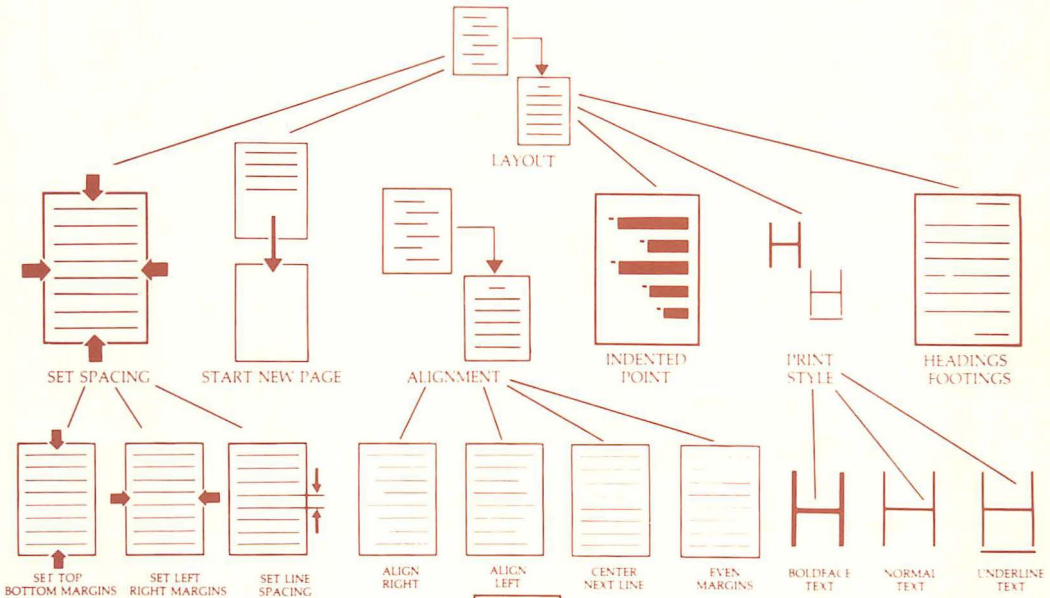 LAYOUT
SET SPACING
START NEW PAGE
ALIGNMENT
INDENTED
POINT
PRINT
STYLE
HEADINGS
FOOTINGS
SET TOP
BOTTOM MARGINS
SET LEFT
RIGHT MARGINS
SET LINE
SPACING
ALIGN
RIGHT
ALIGN
LEFT
CENTER
NEXT LINE
EVEN
MARGINS
BOLDFACE
TEXT
NORMAL
TEXT
UNDERLINE
TEXT